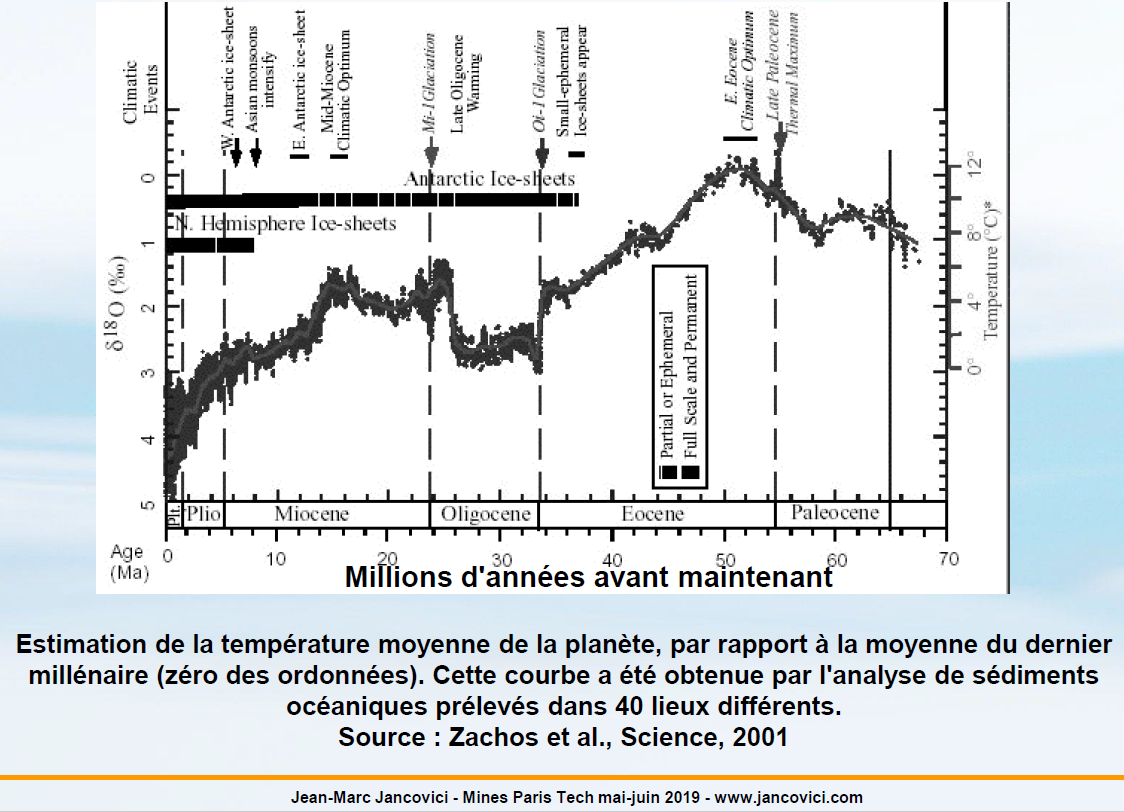 Climatic
Events
W. Antarctic ice-sheet
Asian monsoons
intensify
E. Antarctic ice-sheet
Mid-Miocene
Climatic Optimum
Mi-1Glaciation
Late Oligocene
Warming
Oi-1 Glaciation
Small-ephemeral
Ice-sheets appear
E. Eocene
Climatic Optimum
Late Paleocene
Thermal Maximum
Antarctic Ice-sheets
N. Hemisphere Ice-sheets
δ18O (‰)
0
1
2
3
4
5
12°
8°
4°
0°
Temperature (°C)*
Partial or Ephemeral
Full Scale and Permanent
Plt.
Plio
Miocene
Oligocene
Eocene
Paleocene
Age
(Ma)
0 10 20 30 40 50 60 70
Millions d'années avant maintenant
Estimation de la température moyenne de la planète, par rapport à la moyenne du dernier
millénaire (zéro des ordonnées). Cette courbe a été obtenue par l'analyse de sédiments
océaniques prélevés dans 40 lieux différents.
Source : Zachos et al., Science, 2001
Jean-Marc Jancovici - Mines Paris Tech mai-juin 2019 - www.jancovici.com